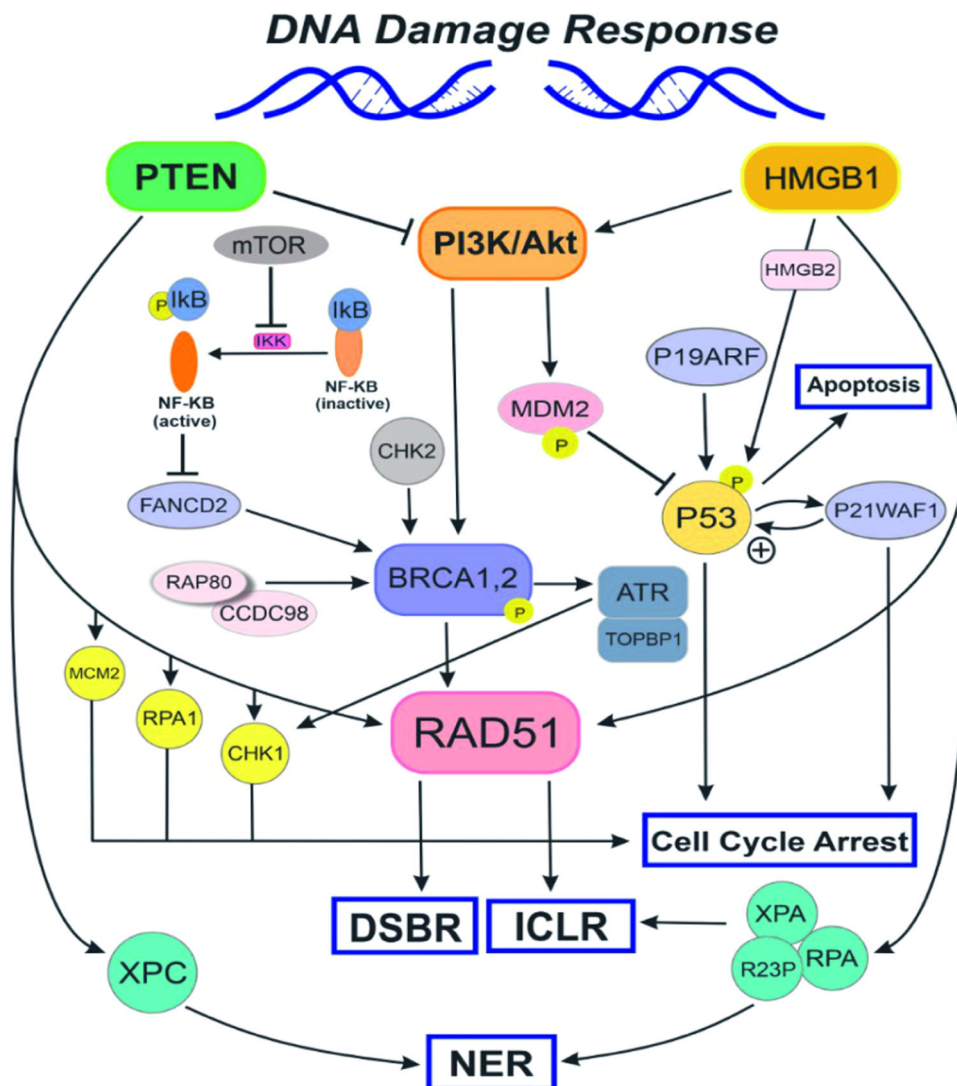 DNA Damage Response
PTEN
HMGB1
PI3K/Akt
mTOR
HMGB2
P
IkB
IkB
IKK
P19ARF
Apoptosis
NF-KB
(active)
NF-KB
(inactive)
MDM2
P
CHK2
P
FANCD2
P53
P21WAF1
+
RAP80
CCDC98
BRCA1,2
P
ATR
TOPBP1
MCM2
RPA1
CHK1
RAD51
Cell Cycle Arrest
DSBR
ICLR
XPA
R23P
RPA
XPC
NER